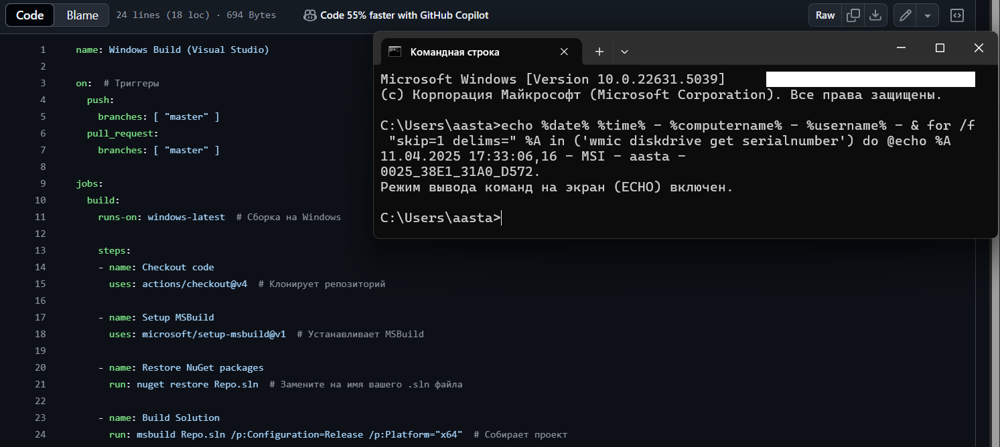 Code Blame 24 lines (18 loc) · 694 Bytes Code 55% faster with GitHub Copilot Raw
1 name: Windows Build (Visual Studio)
2
3 on: # Триггеры
4 push:
5 branches: [ "master" ]
6 pull_request:
7 branches: [ "master" ]
8
9 jobs:
10 build:
11 runs-on: windows-latest # Сборка на Windows
12
13 steps:
14 - name: Checkout code
15 uses: actions/checkout@v4 # Клонирует репозиторий
16
17 - name: Setup MSBuild
18 uses: microsoft/setup-msbuild@v1 # Устанавливает MSBuild
19
20 - name: Restore NuGet packages
21 run: nuget restore Repo.sln # Замените на имя вашего .sln файла
22
23 - name: Build Solution
24 run: msbuild Repo.sln /p:Configuration=Release /p:Platform="x64" # Собирает проект
Командная строка
Microsoft Windows [Version 10.0.22631.5039]
(c) Корпорация Майкрософт (Microsoft Corporation). Все права защищены.
C:\Users\aasta>echo %date% %time% - %computername% - %username% - & for /f
"skip=1 delims=" %A in ('wmic diskdrive get serialnumber') do @echo %A
11.04.2025 17:33:06,16 - MSI - aasta -
0025_38E1_31A0_D572.
Режим вывода команд на экран (ECHO) включен.
C:\Users\aasta>